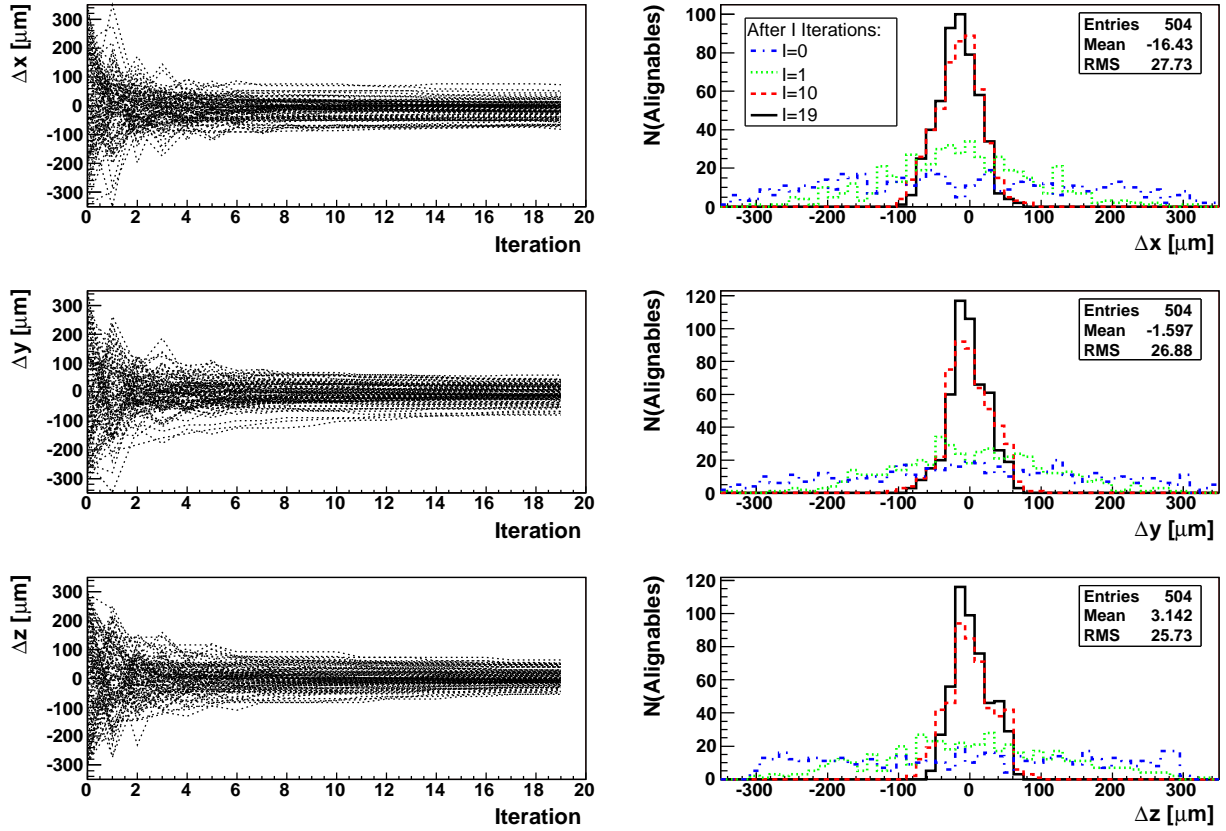 Δx [μm]
300
200
100
0
-100
-200
-300
0 2 4 6 8 10 12 14 16 18 20
Iteration
N(Alignables)
100
80
60
40
20
0
After I Iterations:
I=0
I=1
I=10
I=19
Entries 504
Mean -16.43
RMS 27.73
-300 -200 -100 0 100 200 300
Δx [μm]
Δy [μm]
300
200
100
0
-100
-200
-300
0 2 4 6 8 10 12 14 16 18 20
Iteration
N(Alignables)
120
100
80
60
40
20
0
Entries 504
Mean -1.597
RMS 26.88
-300 -200 -100 0 100 200 300
Δy [μm]
Δz [μm]
300
200
100
0
-100
-200
-300
0 2 4 6 8 10 12 14 16 18 20
Iteration
N(Alignables)
120
100
80
60
40
20
0
Entries 504
Mean 3.142
RMS 25.73
-300 -200 -100 0 100 200 300
Δz [μm]